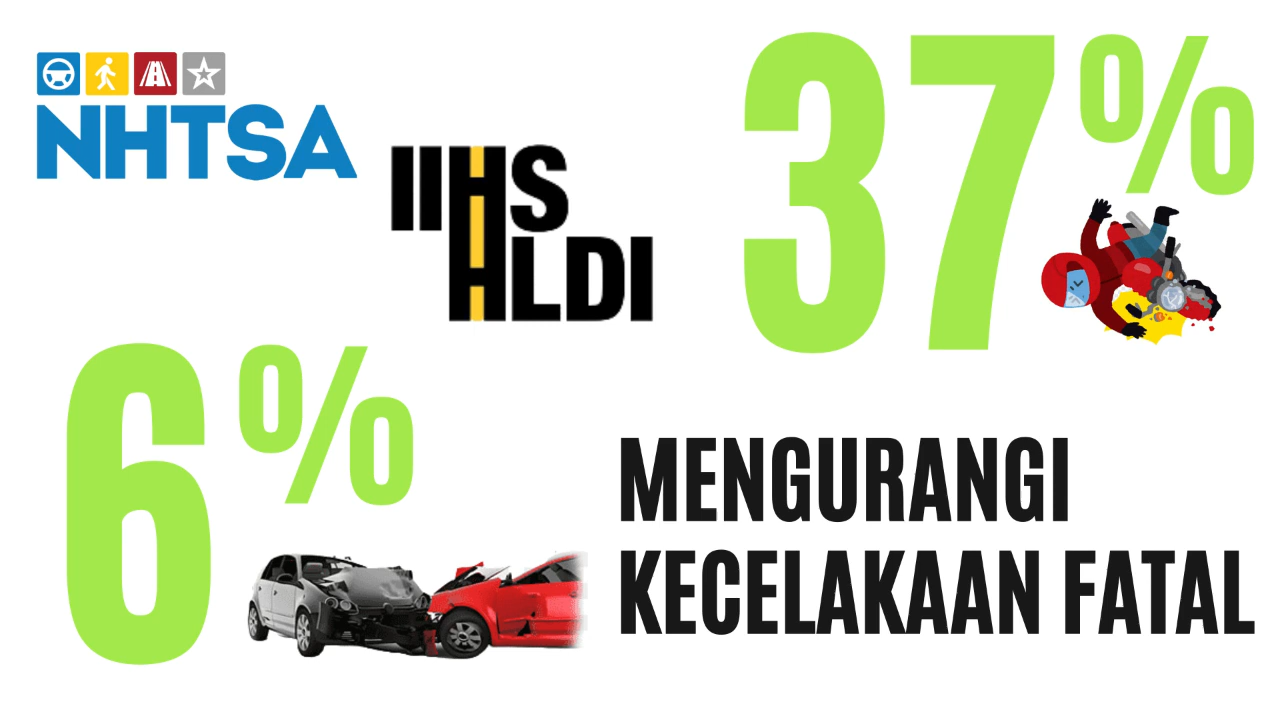 NHTSA
IIHS
HLDI
37%
6%
MENGURANGI
KECELAKAAN FATAL